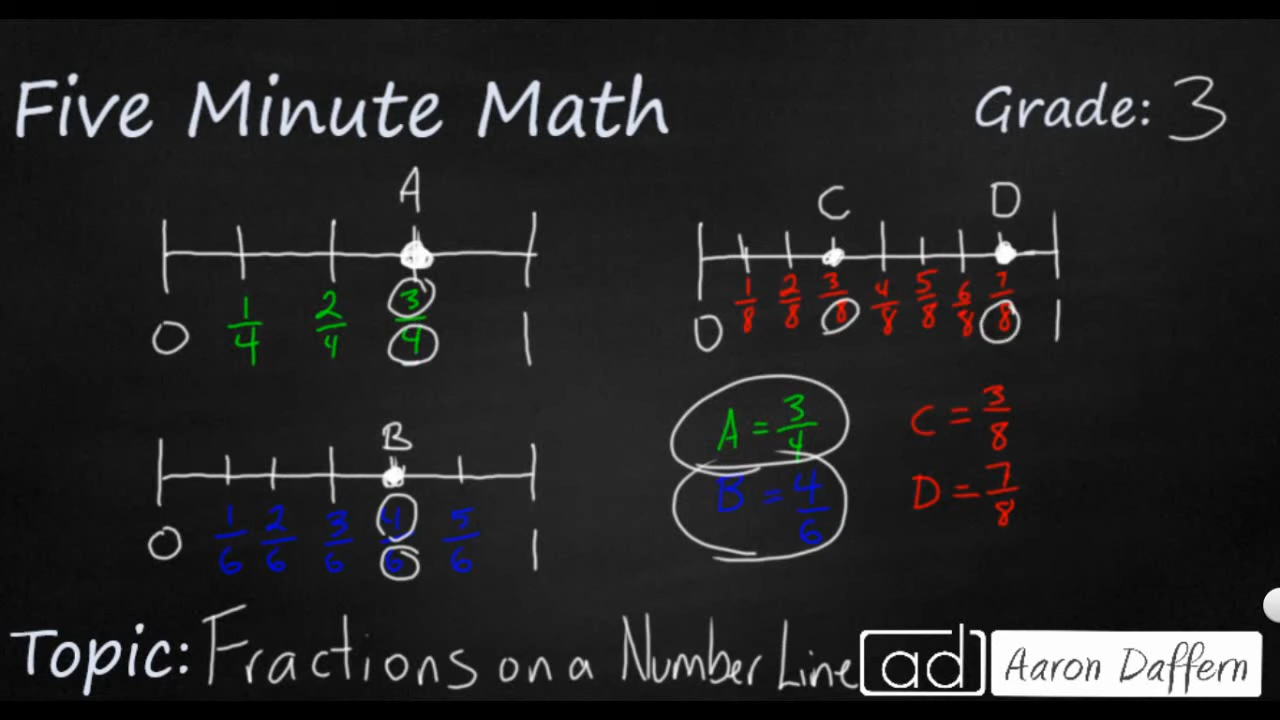 Five Minute Math
Grade: 3
A
0 1/4 2/4 3/4 1
C D
0 1/8 2/8 3/8 4/8 5/8 6/8 7/8 1
B
0 1/6 2/6 3/6 4/6 5/6 1
A = 3/4
B = 4/6
C = 3/8
D = 7/8
Topic: Fractions on a Number Line
ad Aaron Daffern